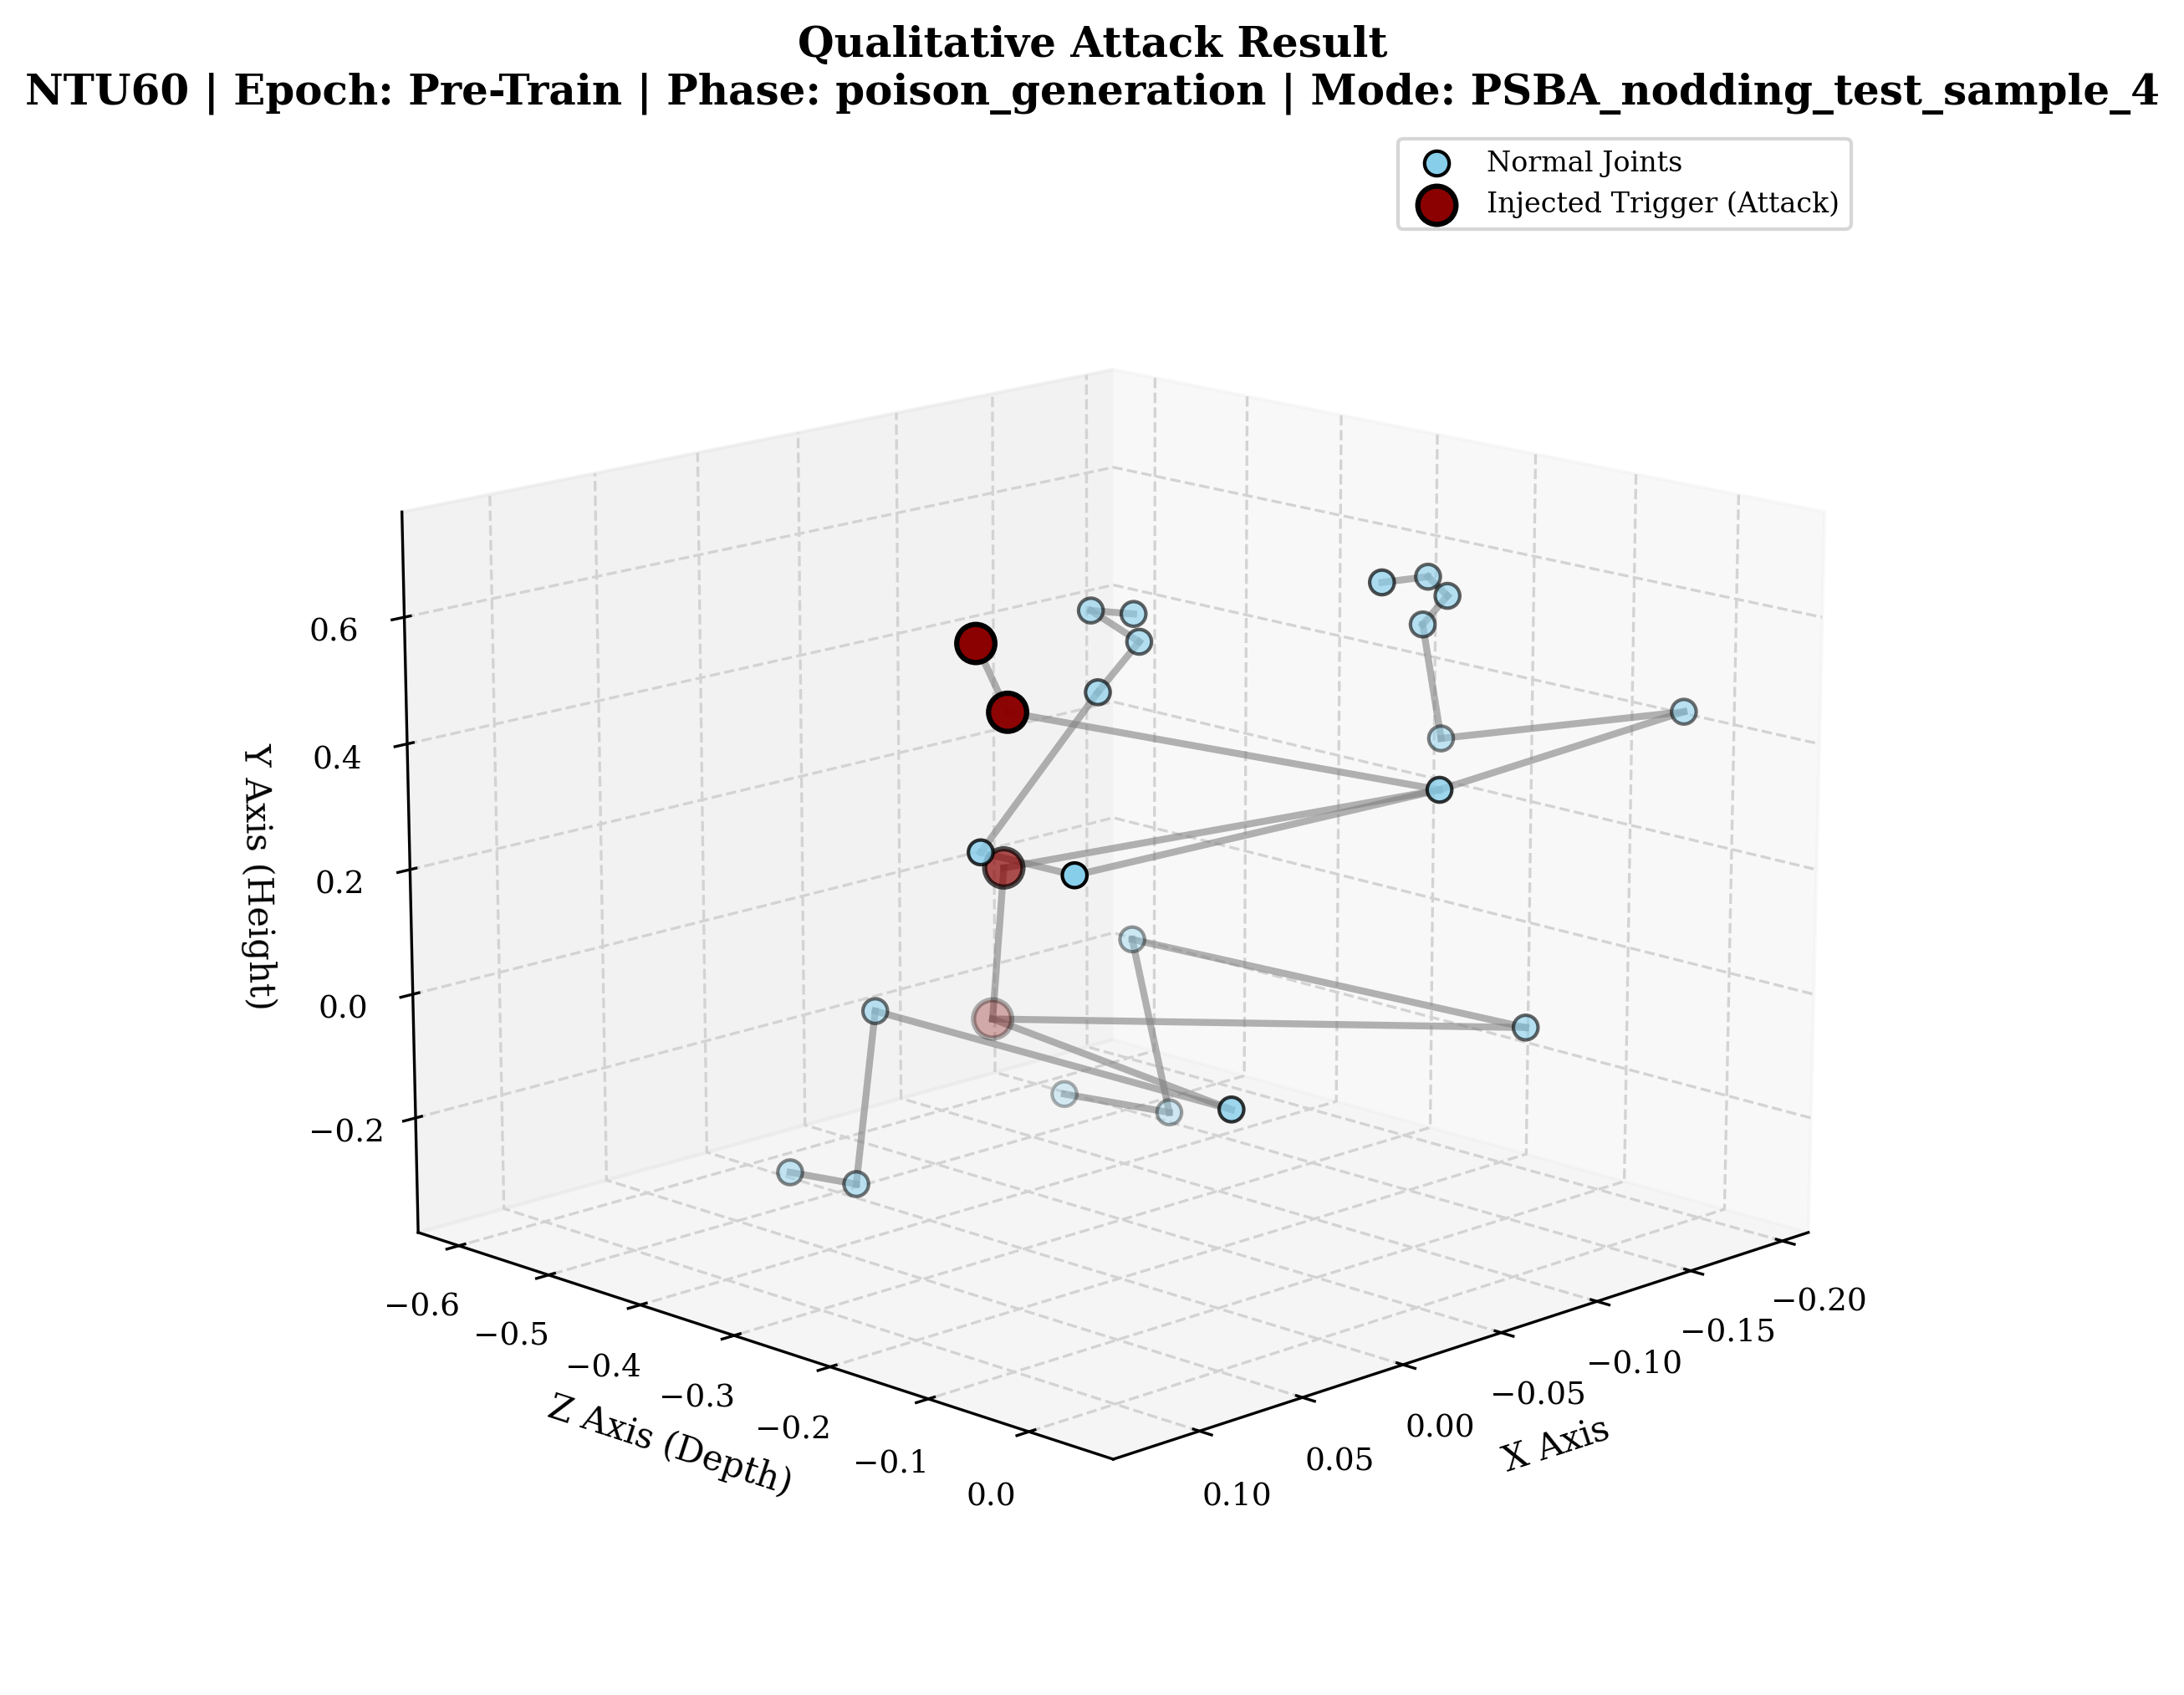 Qualitative Attack Result
NTU60 | Epoch: Pre-Train | Phase: poison_generation | Mode: PSBA_nodding_test_sample_4
Normal Joints
Injected Trigger (Attack)
0.6
0.4
0.2
0.0
−0.2
Y Axis (Height)
−0.6
−0.5
−0.4
−0.3
−0.2
−0.1
0.0
Z Axis (Depth)
0.10
0.05
0.00
−0.05
−0.10
−0.15
−0.20
X Axis